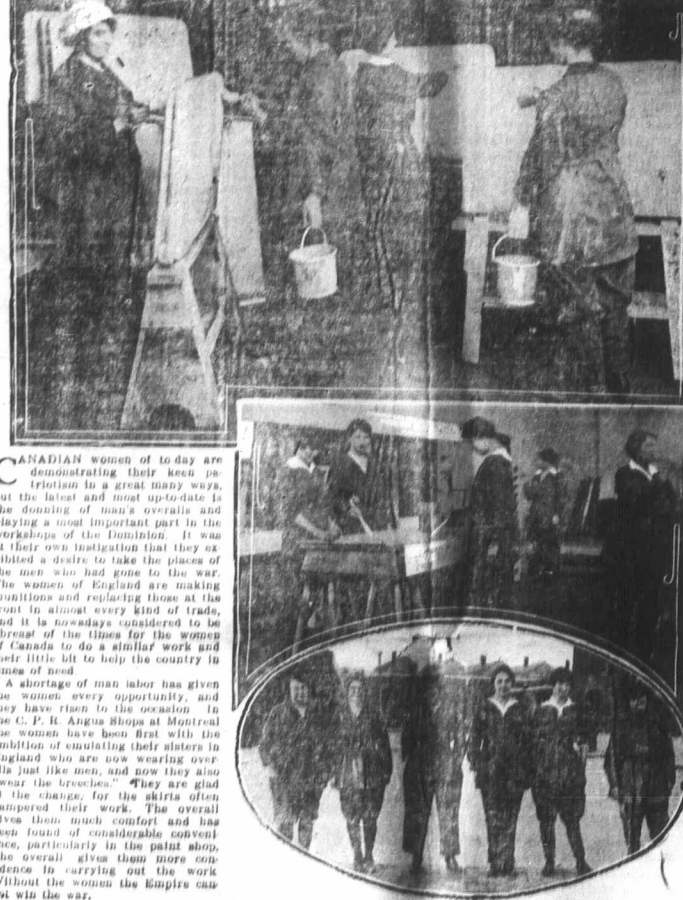 CANADIAN women of to-day are
demonstrating their keen pa-
triotism in a great many ways,
ut the latest and most up-to-date is
he donning of man's overalls and
laying a most important part in the
orkshops of the Dominion. It was
t their own instigation that they ex-
ibited a desire to take the places of
he men who had gone to the war.
he women of England are making
unitions and replacing those at the
ront in almost every kind of trade,
nd it is nowadays considered to be
breast of the times for the women
f Canada to do a similar work and
heir little bit to help the country in
imes of need.
A shortage of man labor has given
he women every opportunity, and
hey have risen to the occasion. In
he C. P. R. Angus Shops at Montreal
he women have been first with the
mbition of emulating their sisters in
ngland who are now wearing over-
lls just like men, and now they also
wear the breeches." They are glad
f the change, for the skirts often
ampered their work. The overall
ives them much comfort and has
een found of considerable conveni-
nce, particularly in the paint shop.
he overall gives them more con-
dence in carrying out the work
ithout the women the Empire can-
ot win the war.